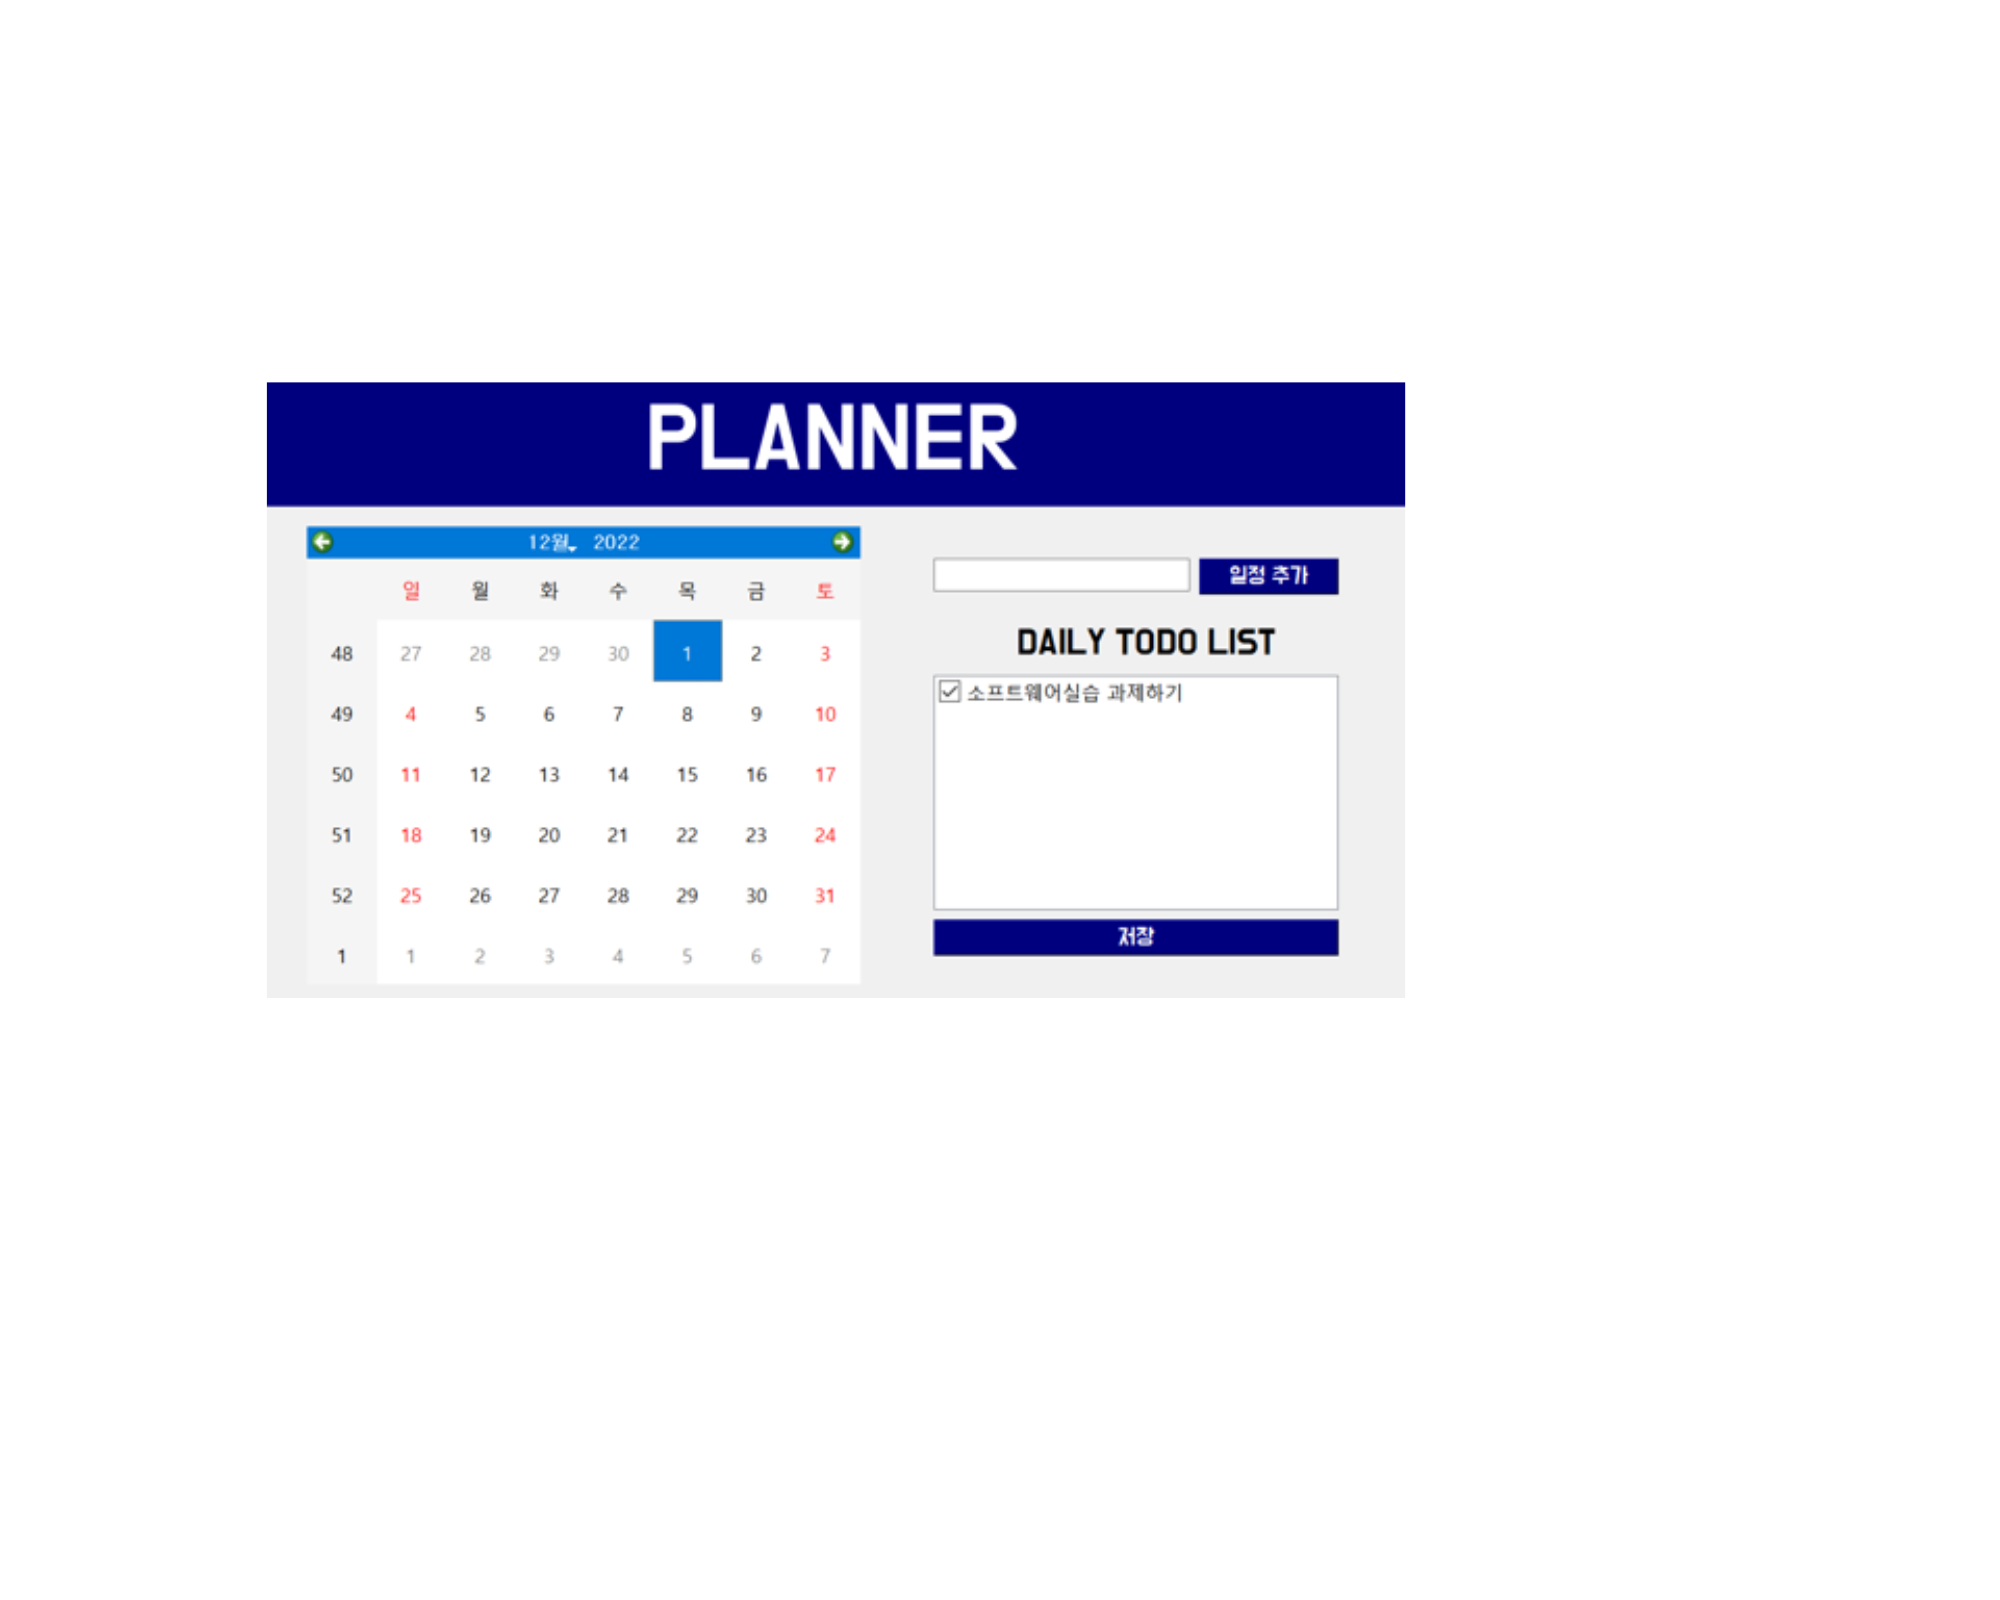 PLANNER
12월 2022
일 월 화 수 목 금 토
48 27 28 29 30 1 2 3
49 4 5 6 7 8 9 10
50 11 12 13 14 15 16 17
51 18 19 20 21 22 23 24
52 25 26 27 28 29 30 31
1 1 2 3 4 5 6 7
일정 추가
DAILY TODO LIST
소프트웨어실습 과제하기
저장